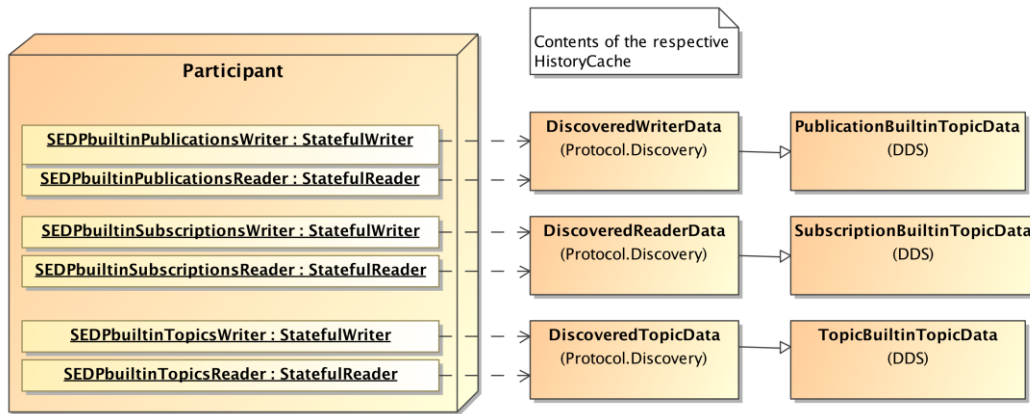 Contents of the respective
HistoryCache
Participant
SEDPbuiltinPublicationsWriter : StatefulWriter
SEDPbuiltinPublicationsReader : StatefulReader
SEDPbuiltinSubscriptionsWriter : StatefulWriter
SEDPbuiltinSubscriptionsReader : StatefulReader
SEDPbuiltinTopicsWriter : StatefulWriter
SEDPbuiltinTopicsReader : StatefulReader
DiscoveredWriterData
(Protocol.Discovery)
PublicationBuiltinTopicData
(DDS)
DiscoveredReaderData
(Protocol.Discovery)
SubscriptionBuiltinTopicData
(DDS)
DiscoveredTopicData
(Protocol.Discovery)
TopicBuiltinTopicData
(DDS)